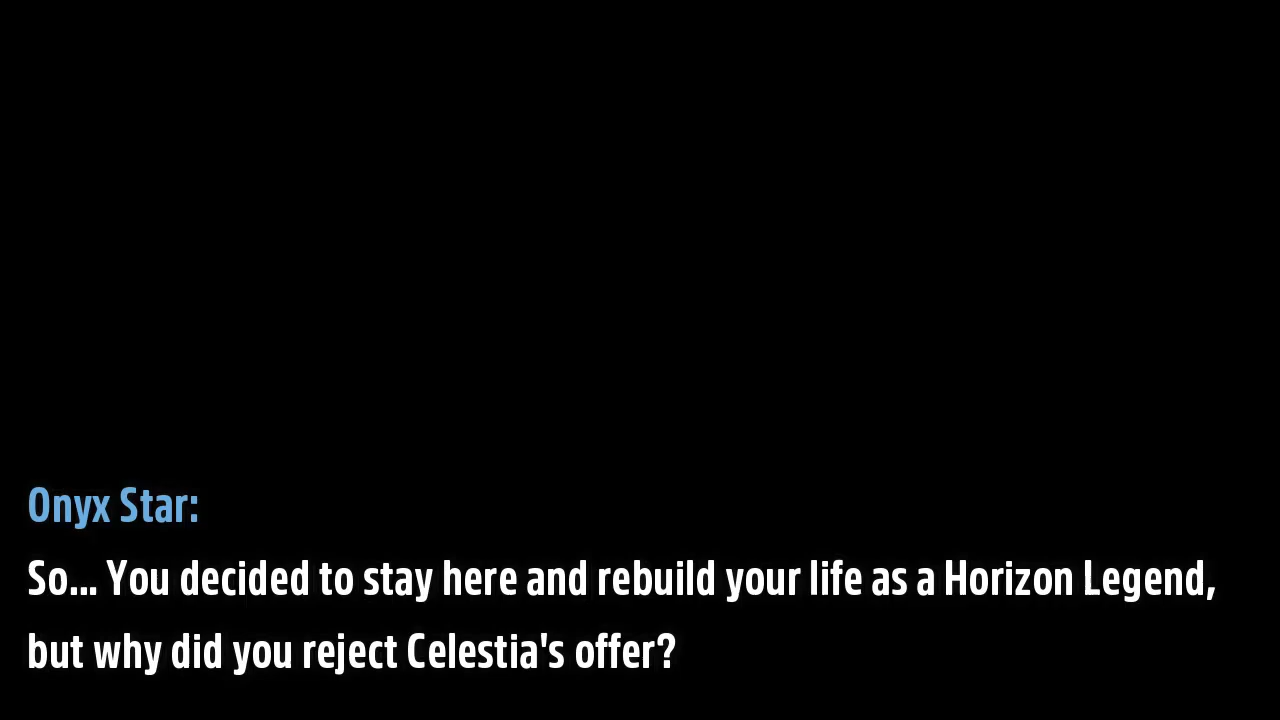 Onyx Star:
So... You decided to stay here and rebuild your life as a Horizon Legend,
but why did you reject Celestia's offer?